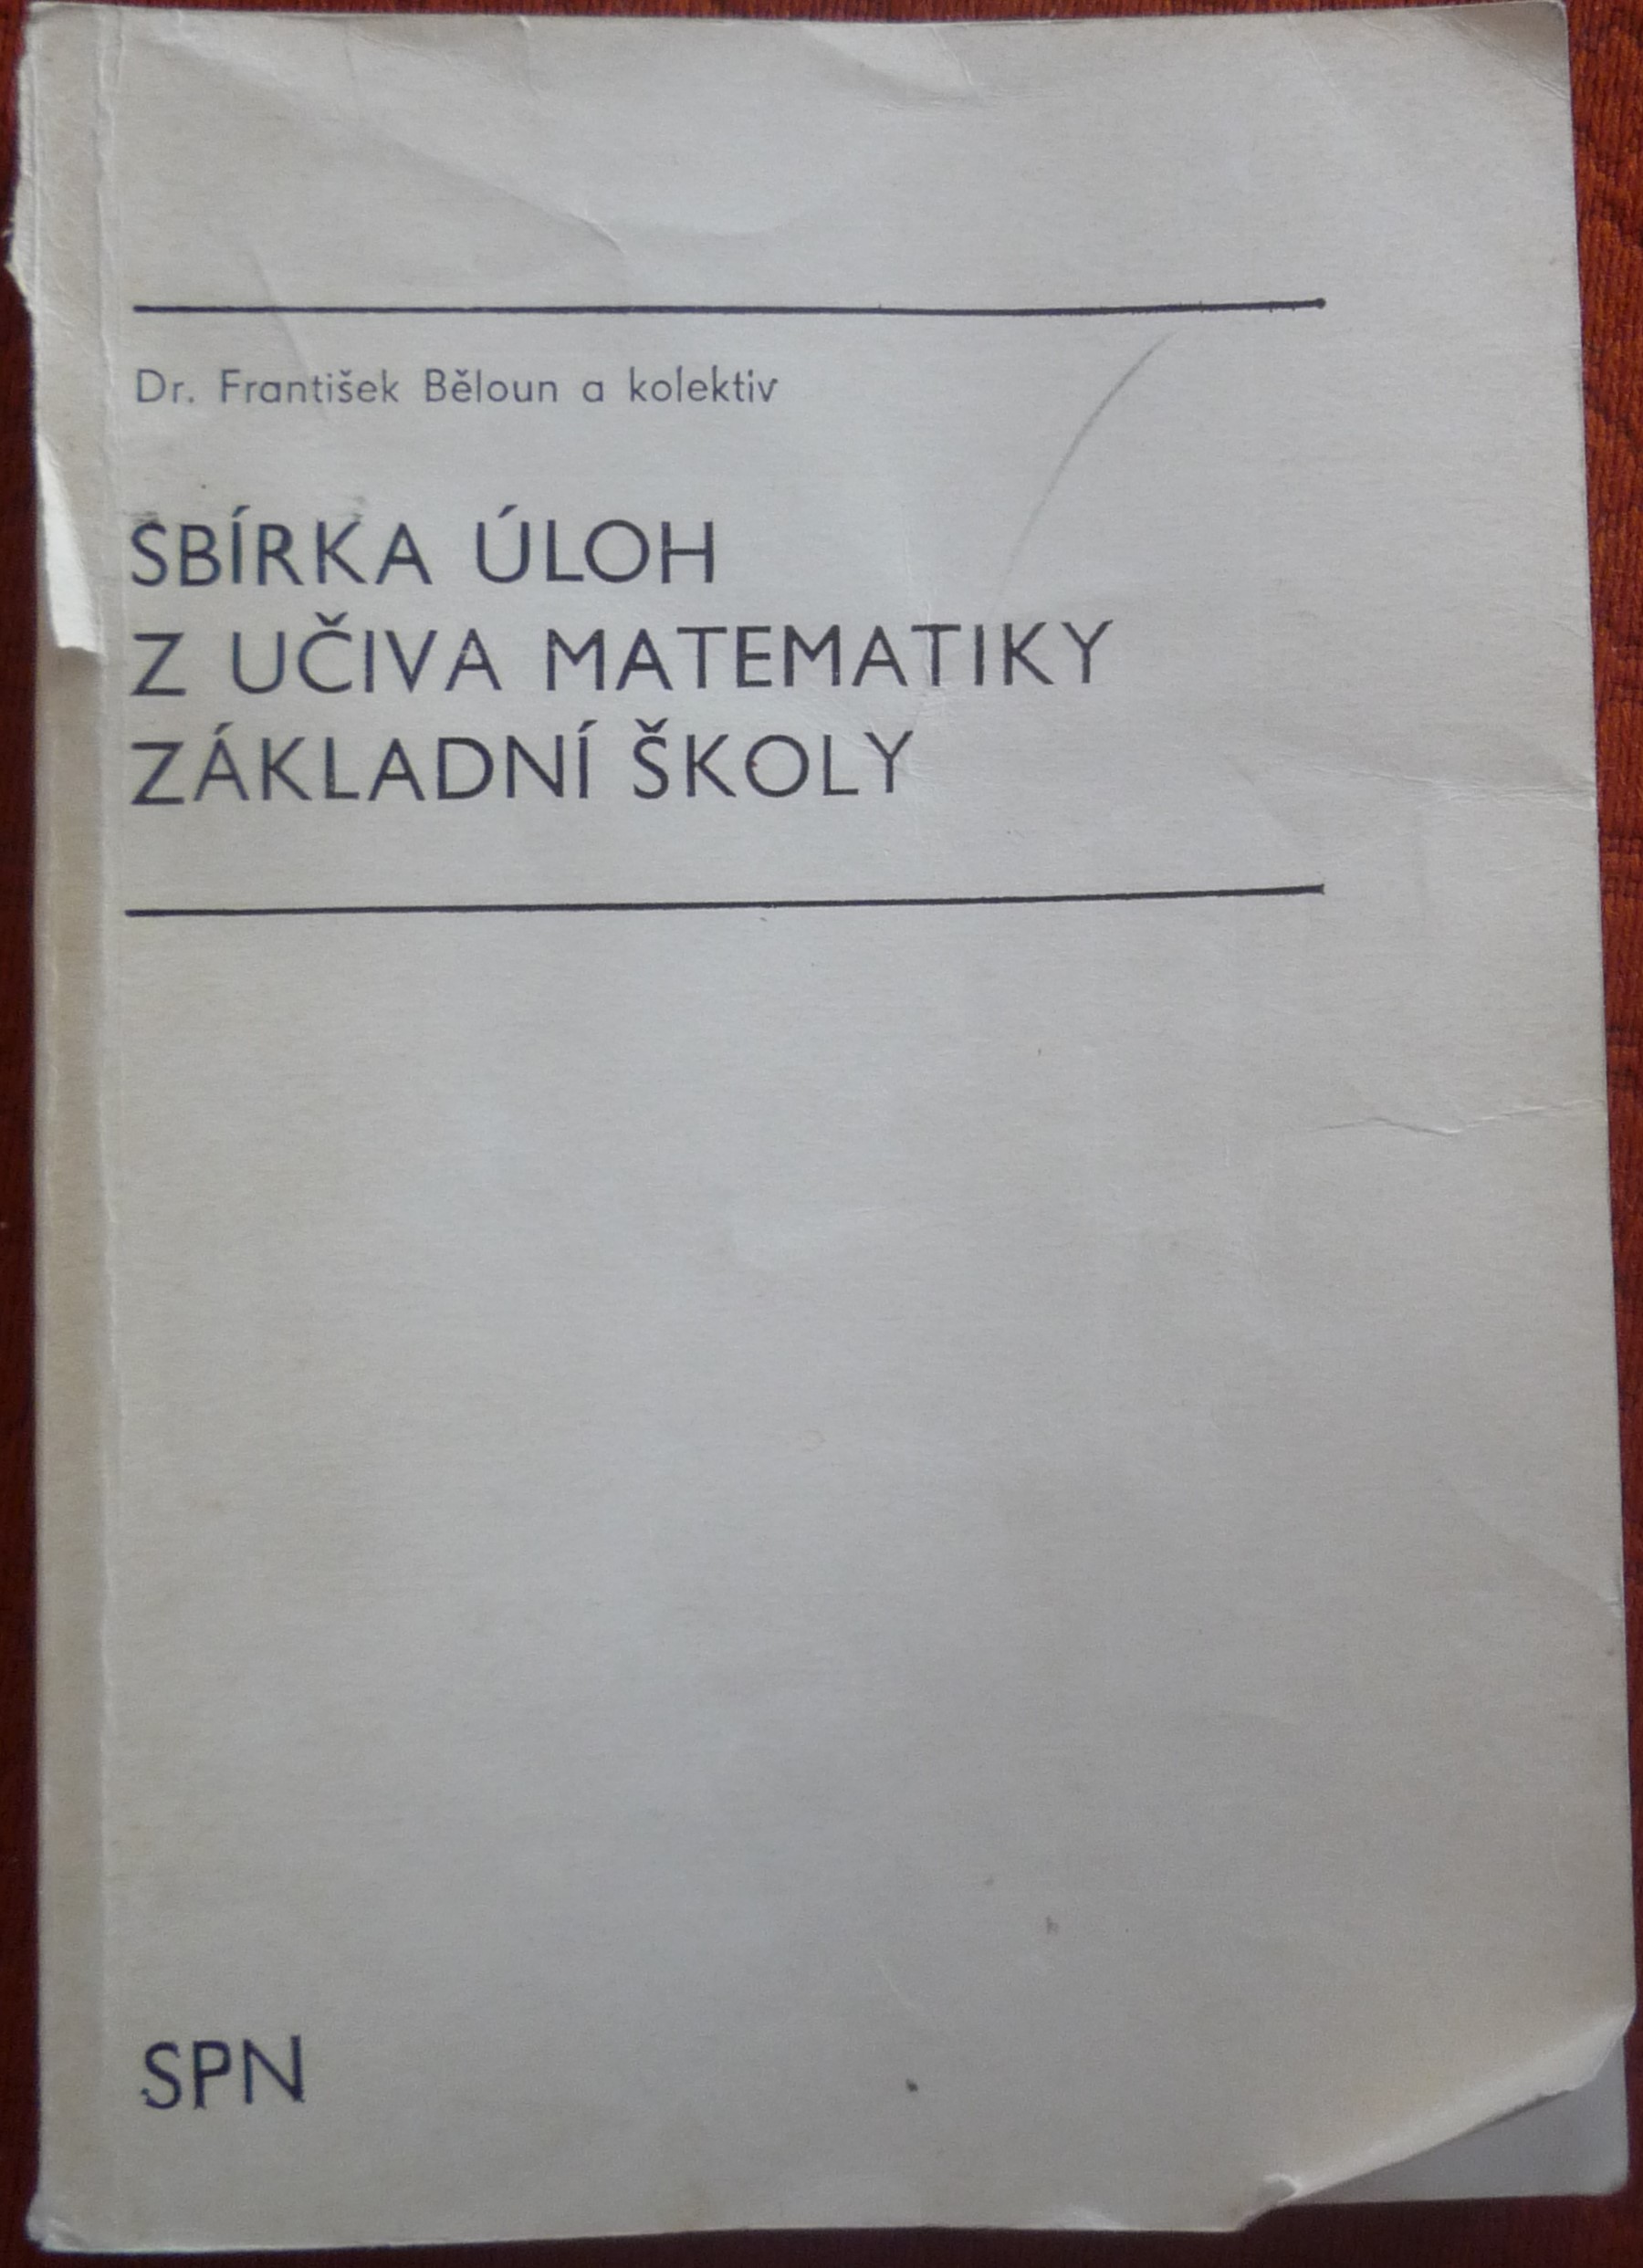 Dr. František Běloun a kolektiv
SBÍRKA ÚLOH
Z UČIVA MATEMATIKY
ZÁKLADNÍ ŠKOLY
SPN